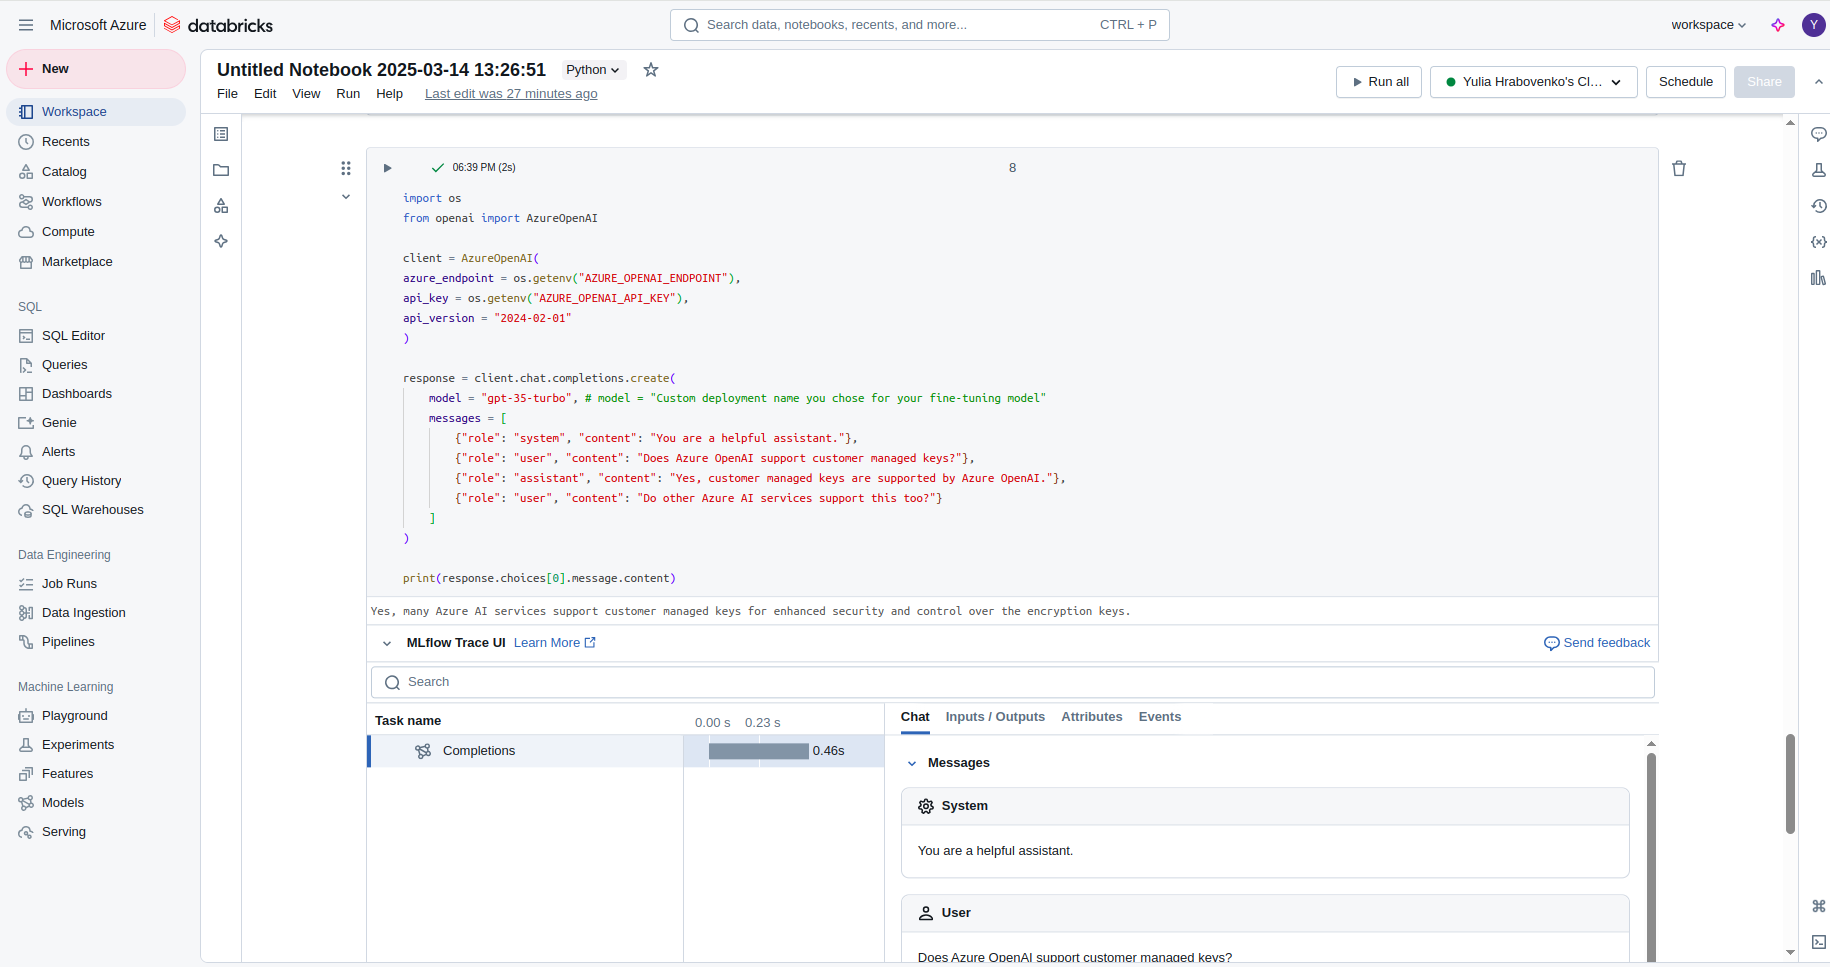 Microsoft Azure
databricks
Search data, notebooks, recents, and more...
CTRL + P
workspace
Y
New
Workspace
Recents
Catalog
Workflows
Compute
Marketplace
SQL
SQL Editor
Queries
Dashboards
Genie
Alerts
Query History
SQL Warehouses
Data Engineering
Job Runs
Data Ingestion
Pipelines
Machine Learning
Playground
Experiments
Features
Models
Serving
Untitled Notebook 2025-03-14 13:26:51
Python
File Edit View Run Help Last edit was 27 minutes ago
Run all
Yulia Hrabovenko's Cl...
Schedule
Share
06:39 PM (2s)
8
import os
from openai import AzureOpenAI
client = AzureOpenAI(
azure_endpoint = os.getenv("AZURE_OPENAI_ENDPOINT"),
api_key = os.getenv("AZURE_OPENAI_API_KEY"),
api_version = "2024-02-01"
)
response = client.chat.completions.create(
model = "gpt-35-turbo", # model = "Custom deployment name you chose for your fine-tuning model"
messages = [
{"role": "system", "content": "You are a helpful assistant."},
{"role": "user", "content": "Does Azure OpenAI support customer managed keys?"},
{"role": "assistant", "content": "Yes, customer managed keys are supported by Azure OpenAI."},
{"role": "user", "content": "Do other Azure AI services support this too?"}
]
)
print(response.choices[0].message.content)
Yes, many Azure AI services support customer managed keys for enhanced security and control over the encryption keys.
MLflow Trace UI Learn More
Send feedback
Search
Task name
0.00 s 0.23 s
Completions
0.46s
Chat Inputs / Outputs Attributes Events
Messages
System
You are a helpful assistant.
User
Does Azure OpenAI support customer managed keys?